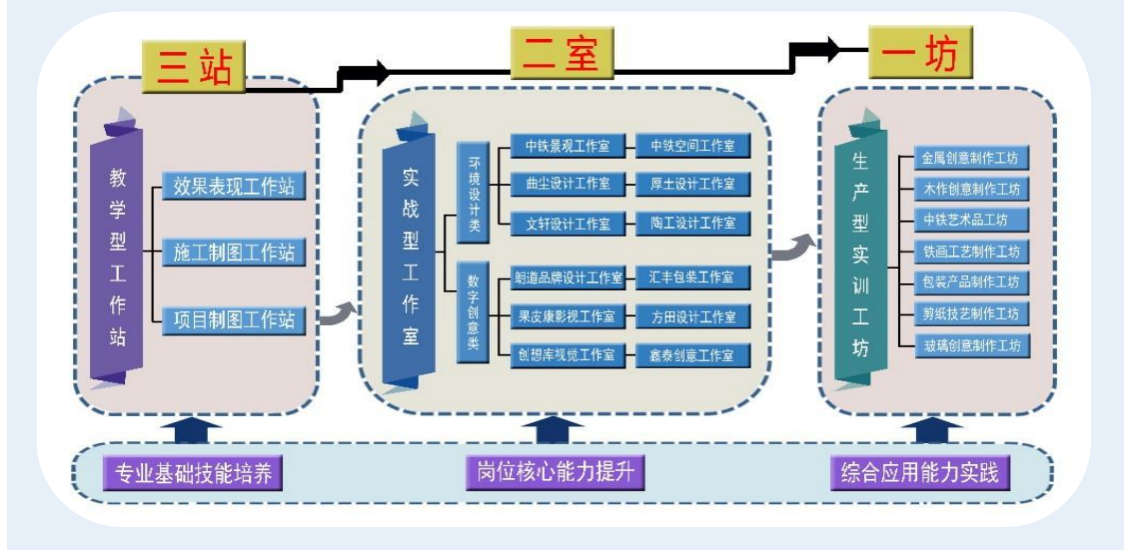 三站
二室
一坊
教学型工作站
效果表现工作站
施工制图工作站
项目制图工作站
实战型工作室
环境设计类
中铁景观工作室
中铁空间工作室
曲尘设计工作室
厚土设计工作室
文轩设计工作室
陶工设计工作室
数字创意类
朝道品牌设计工作室
汇丰包装工作室
果皮康影视工作室
方田设计工作室
创想库视觉工作室
鑫泰创意工作室
生产型实训工坊
金属创意制作工坊
木作创意制作工坊
中铁艺术品工坊
铁画工艺制作工坊
包装产品制作工坊
剪纸技艺制作工坊
玻璃创意制作工坊
专业基础技能培养
岗位核心能力提升
综合应用能力实践